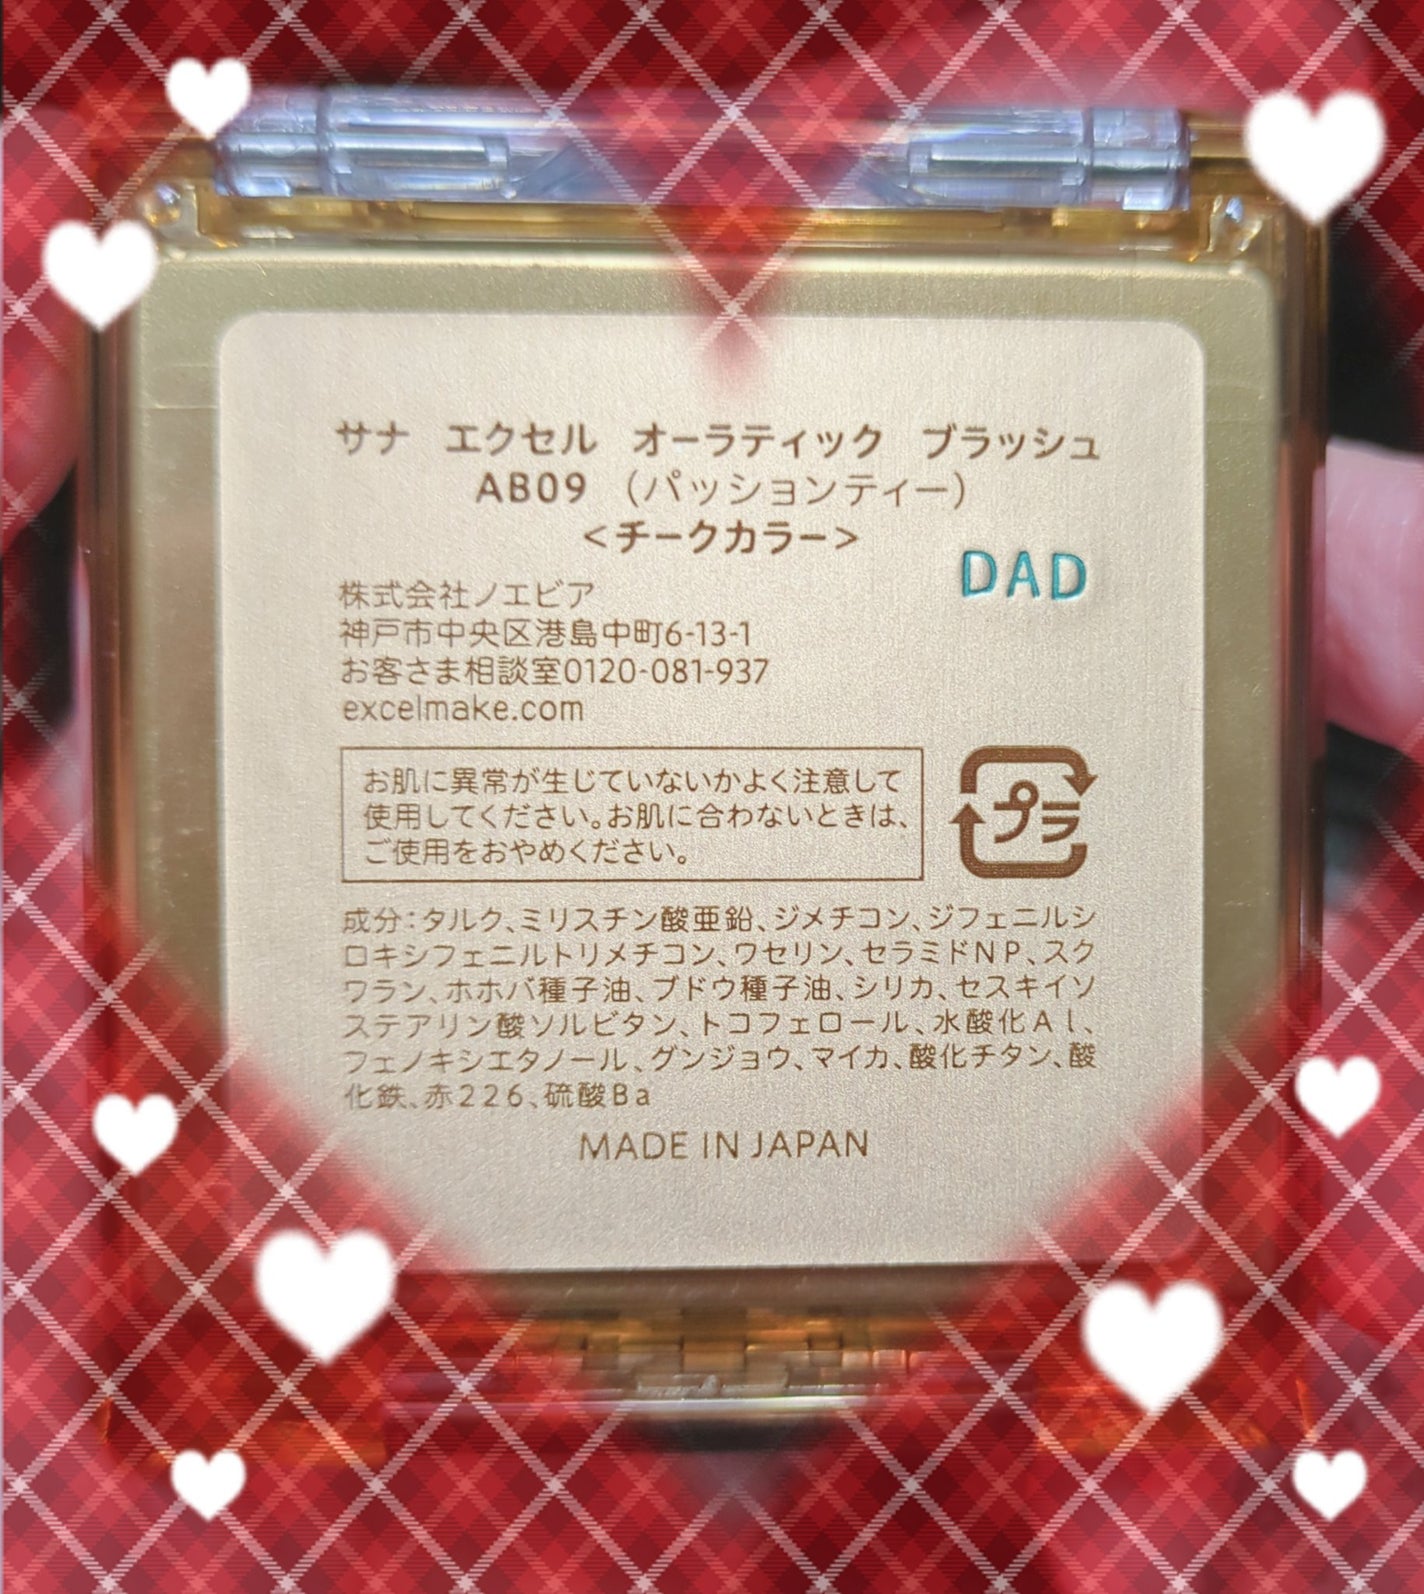 サナ エクセル オーラティック ブラッシュ
AB09 （パッションティー）
<チークカラー>
DAD
株式会社ノエビア
神戸市中央区港島中町6-13-1
お客さま相談室0120-081-937
excelmake.com
お肌に異常が生じていないかよく注意して
使用してください。お肌に合わないときは、
ご使用をおやめください。
プラ
成分：タルク、ミリスチン酸亜鉛、ジメチコン、ジフェニルシ
ロキシフェニルトリメチコン、ワセリン、セラミドNP、スク
ワラン、ホホバ種子油、ブドウ種子油、シリカ、セスキイソ
ステアリン酸ソルビタン、トコフェロール、水酸化Al、
フェノキシエタノール、グンジョウ、マイカ、酸化チタン、酸
化鉄、赤226、硫酸Ba
MADE IN JAPAN